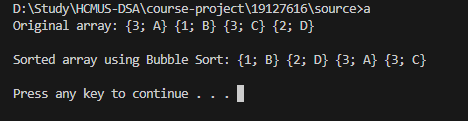 D:\Study\HCMUS-DSA\course-project\19127616\source>a
Original array: {3; A} {1; B} {3; C} {2; D}
Sorted array using Bubble Sort: {1; B} {2; D} {3; A} {3; C}
Press any key to continue . . .